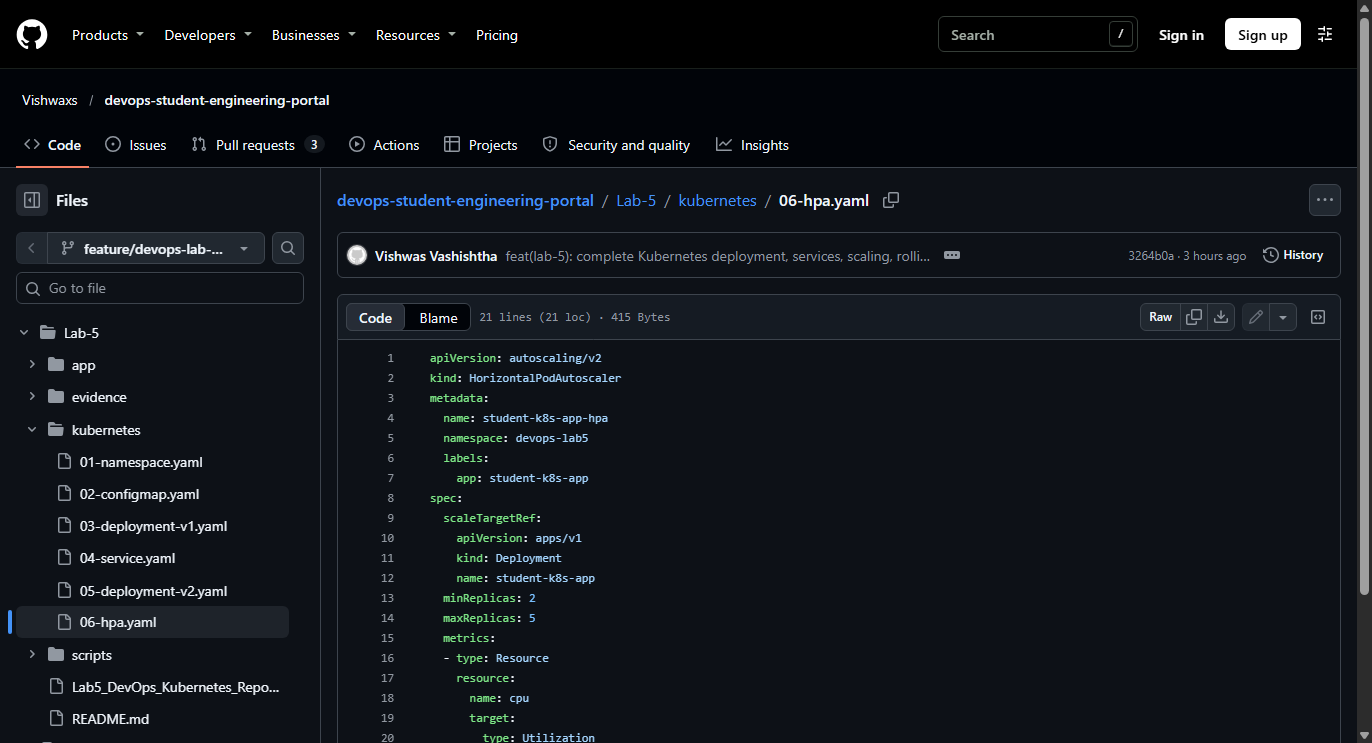 Products Developers Businesses Resources Pricing Search / Sign in Sign up
Vishwaxs / devops-student-engineering-portal
Code Issues Pull requests 3 Actions Projects Security and quality Insights
Files
feature/devops-lab-...
Go to file
Lab-5
app
evidence
kubernetes
01-namespace.yaml
02-configmap.yaml
03-deployment-v1.yaml
04-service.yaml
05-deployment-v2.yaml
06-hpa.yaml
scripts
Lab5_DevOps_Kubernetes_Repo...
README.md
devops-student-engineering-portal / Lab-5 / kubernetes / 06-hpa.yaml
Vishwas Vashishtha feat(lab-5): complete Kubernetes deployment, services, scaling, rolli... 3264b0a · 3 hours ago History
Code Blame 21 lines (21 loc) · 415 Bytes Raw
1 apiVersion: autoscaling/v2
2 kind: HorizontalPodAutoscaler
3 metadata:
4   name: student-k8s-app-hpa
5   namespace: devops-lab5
6   labels:
7     app: student-k8s-app
8 spec:
9   scaleTargetRef:
10     apiVersion: apps/v1
11     kind: Deployment
12     name: student-k8s-app
13   minReplicas: 2
14   maxReplicas: 5
15   metrics:
16   - type: Resource
17     resource:
18       name: cpu
19       target:
20         type: Utilization